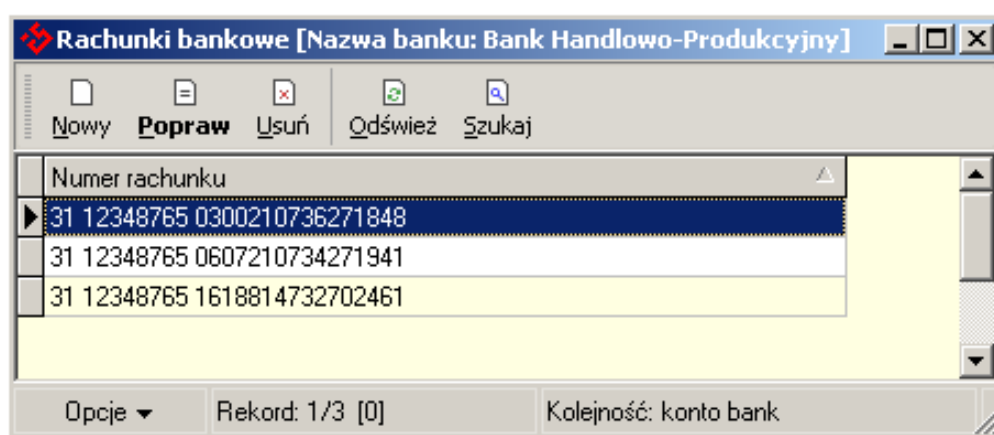 Rachunki bankowe [Nazwa banku: Bank Handlowo-Produkcyjny]
Nowy Popraw Usuń Odśwież Szukaj
Numer rachunku
31 12348765 0300210736271848
31 12348765 0607210734271941
31 12348765 1618814732702461
Opcje Rekord: 1/3 [0] Kolejność: konto bank